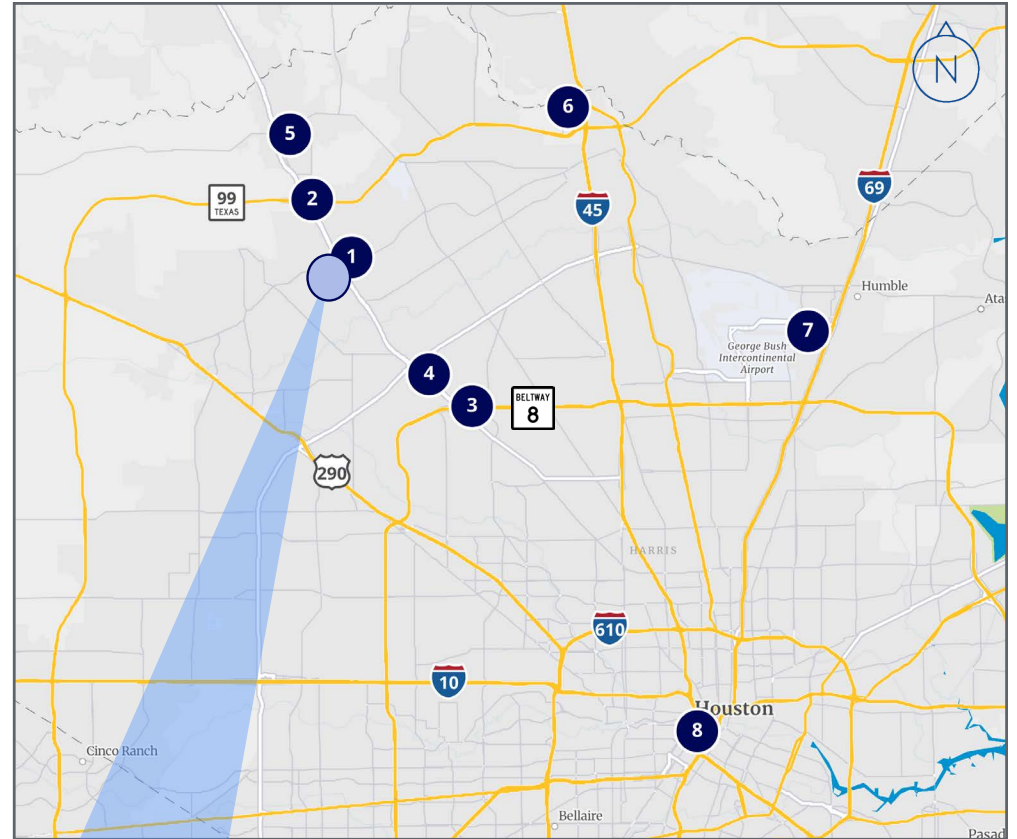 N
6
5
69
99
TEXAS
2
45
1
Humble
Ata
7
George Bush
Intercontinental
Airport
4
3
BELTWAY
8
290
HARRIS
610
10
Houston
8
Cinco Ranch
Bellaire
Pasad